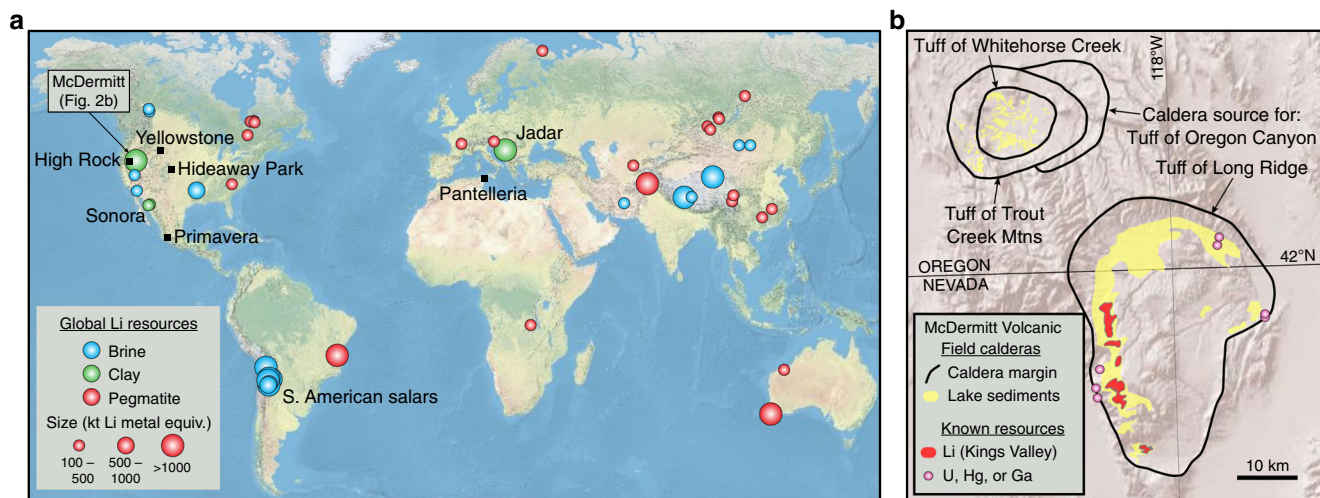 a
McDermitt
(Fig. 2b)
Yellowstone
High Rock
Hideaway Park
Sonora
Primavera
Jadar
Pantelleria
S. American salars
Global Li resources
Brine
Clay
Pegmatite
Size (kt Li metal equiv.)
100 –
500
500 –
1000
>1000
b
Tuff of Whitehorse Creek
118°W
Caldera source for:
Tuff of Oregon Canyon
Tuff of Long Ridge
Tuff of Trout
Creek Mtns
42°N
OREGON
NEVADA
McDermitt Volcanic
Field calderas
Caldera margin
Lake sediments
Known resources
Li (Kings Valley)
U, Hg, or Ga
10 km